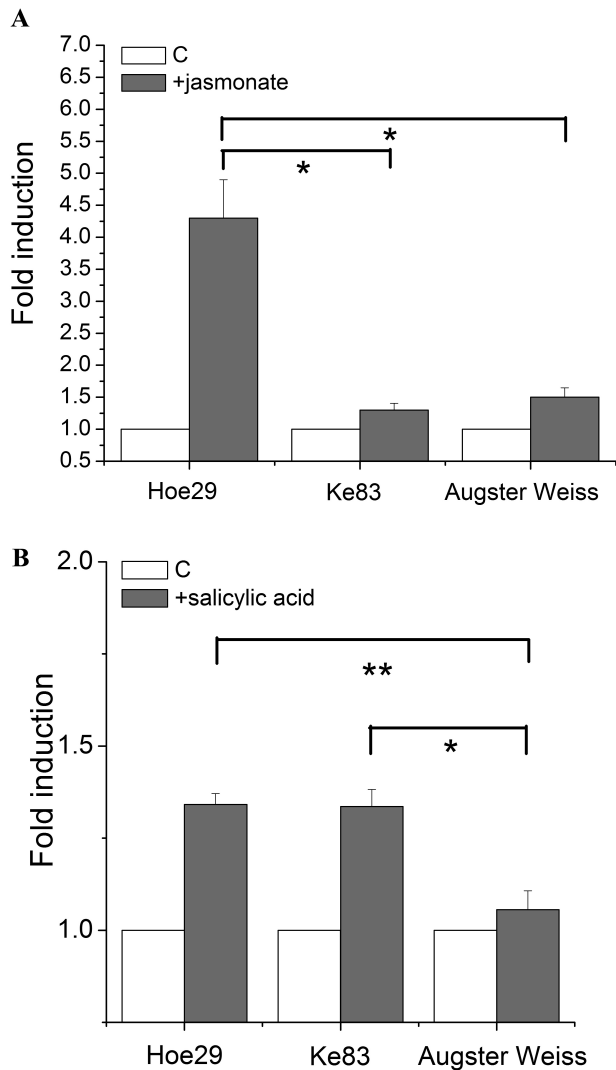 A
7.0
6.5
6.0
5.5
5.0
4.5
4.0
3.5
3.0
2.5
2.0
1.5
1.0
0.5
Fold induction
C
+jasmonate
*
*
Hoe29 Ke83 Augster Weiss
B
2.0
1.5
1.0
Fold induction
C
+salicylic acid
**
*
Hoe29 Ke83 Augster Weiss